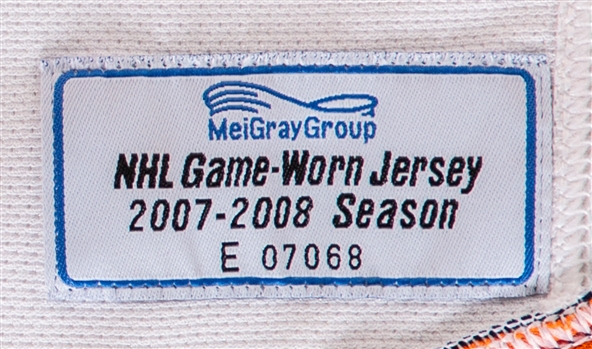 MeiGrayGroup
NHL Game-Worn Jersey
2007-2008 Season
E 07068